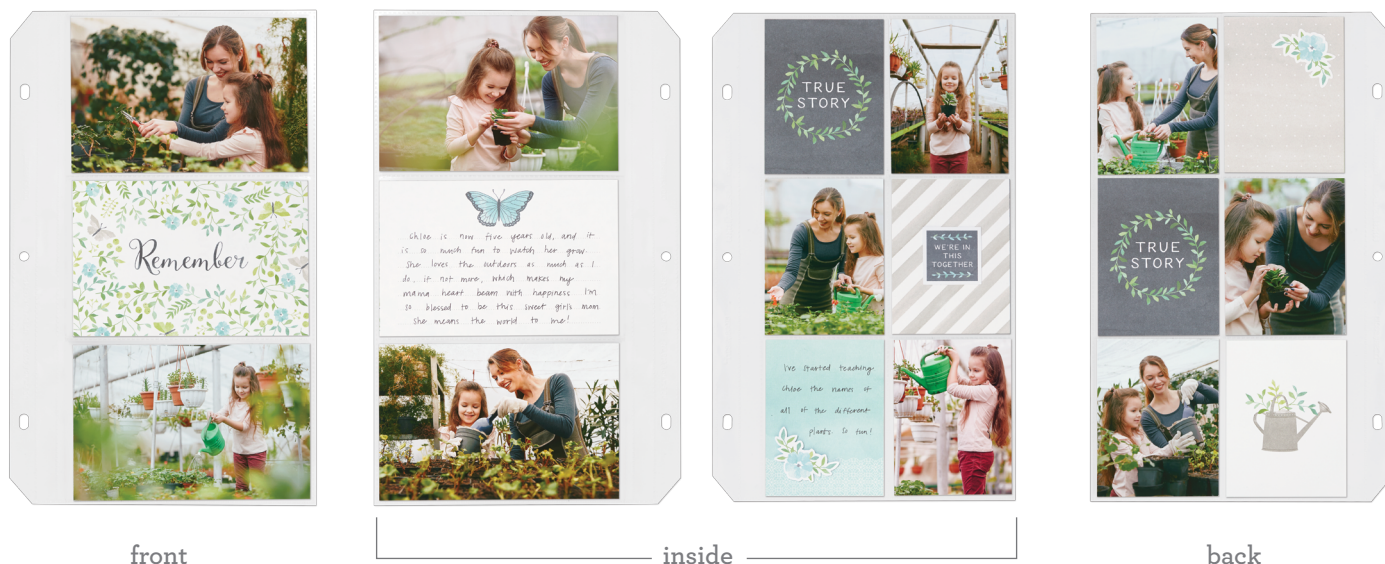 Remember
Chloe is now five years old, and it
is so much fun to watch her grow.
She loves the outdoors as much as I
do, if not more, which makes my
mama heart beam with happiness. I'm
so blessed to be this sweet girl's mom.
She means the world to me!
TRUE
STORY
WE'RE IN
THIS
TOGETHER
I've started teaching
Chloe the names of
all of the different
plants. So fun!
TRUE
STORY
front
inside
back